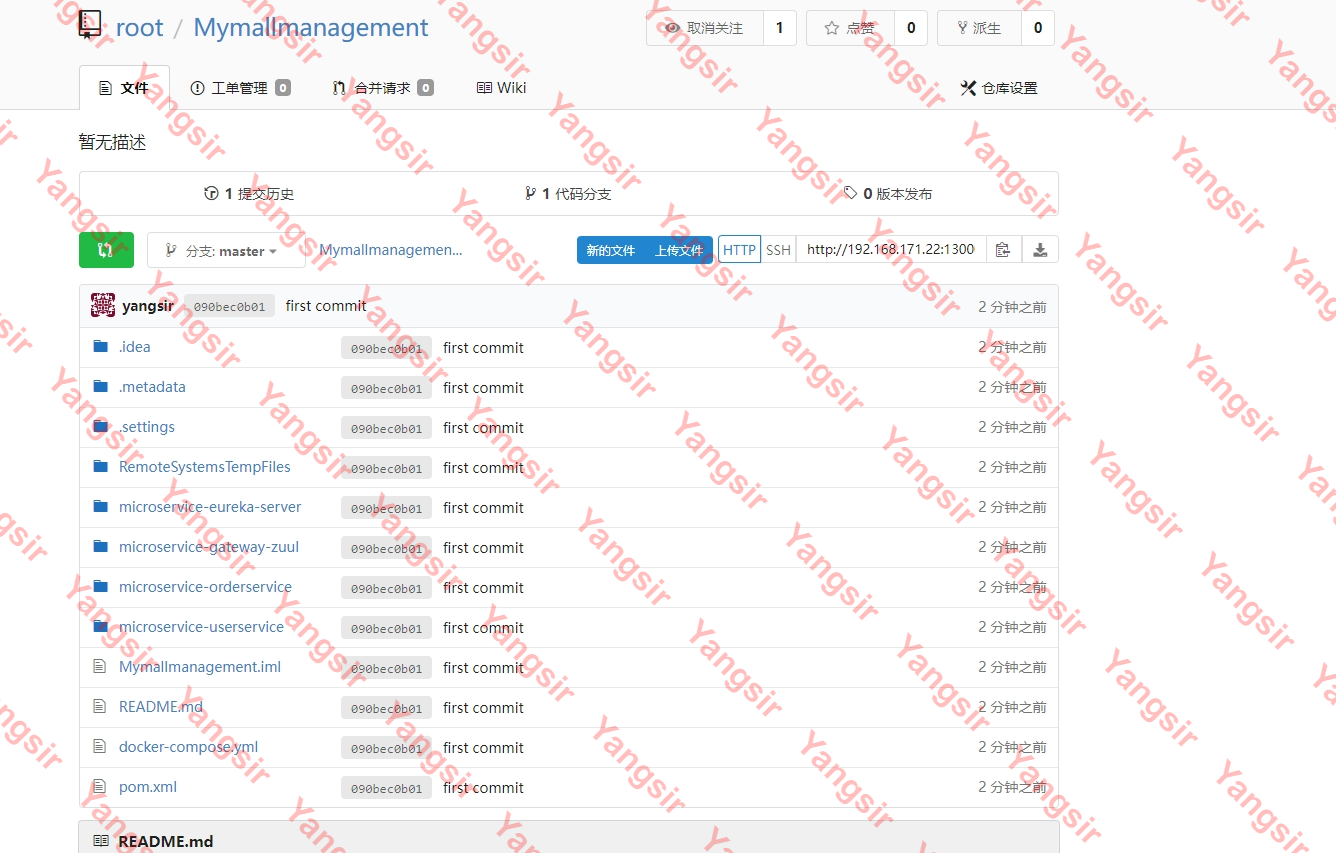 root / Mymallmanagement 取消关注 1 点赞 0 派生 0
文件 工单管理 0 合并请求 0 Wiki 仓库设置
暂无描述
1 提交历史 1 代码分支 0 版本发布
分支: master Mymallmanagemen... 新的文件 上传文件 HTTP SSH http://192.168.171.22:1300
yangsir 090bec0b01 first commit 2 分钟之前
.idea 090bec0b01 first commit 2 分钟之前
.metadata 090bec0b01 first commit 2 分钟之前
.settings 090bec0b01 first commit 2 分钟之前
RemoteSystemsTempFiles 090bec0b01 first commit 2 分钟之前
microservice-eureka-server 090bec0b01 first commit 2 分钟之前
microservice-gateway-zuul 090bec0b01 first commit 2 分钟之前
microservice-orderservice 090bec0b01 first commit 2 分钟之前
microservice-userservice 090bec0b01 first commit 2 分钟之前
Mymallmanagement.iml 090bec0b01 first commit 2 分钟之前
README.md 090bec0b01 first commit 2 分钟之前
docker-compose.yml 090bec0b01 first commit 2 分钟之前
pom.xml 090bec0b01 first commit 2 分钟之前
README.md
Yangsir